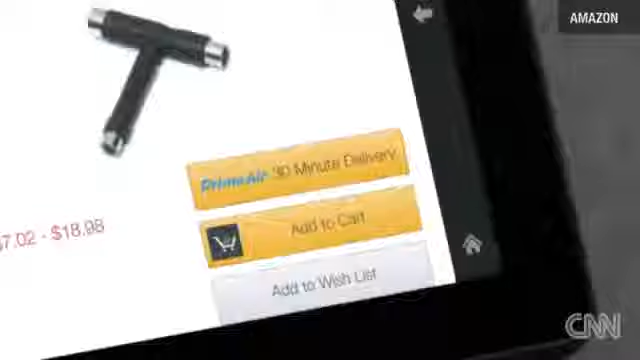 AMAZON
PrimeAir 30 Minute Delivery
Add to Cart
7.02 - $18.98
Add to Wish List
CNN